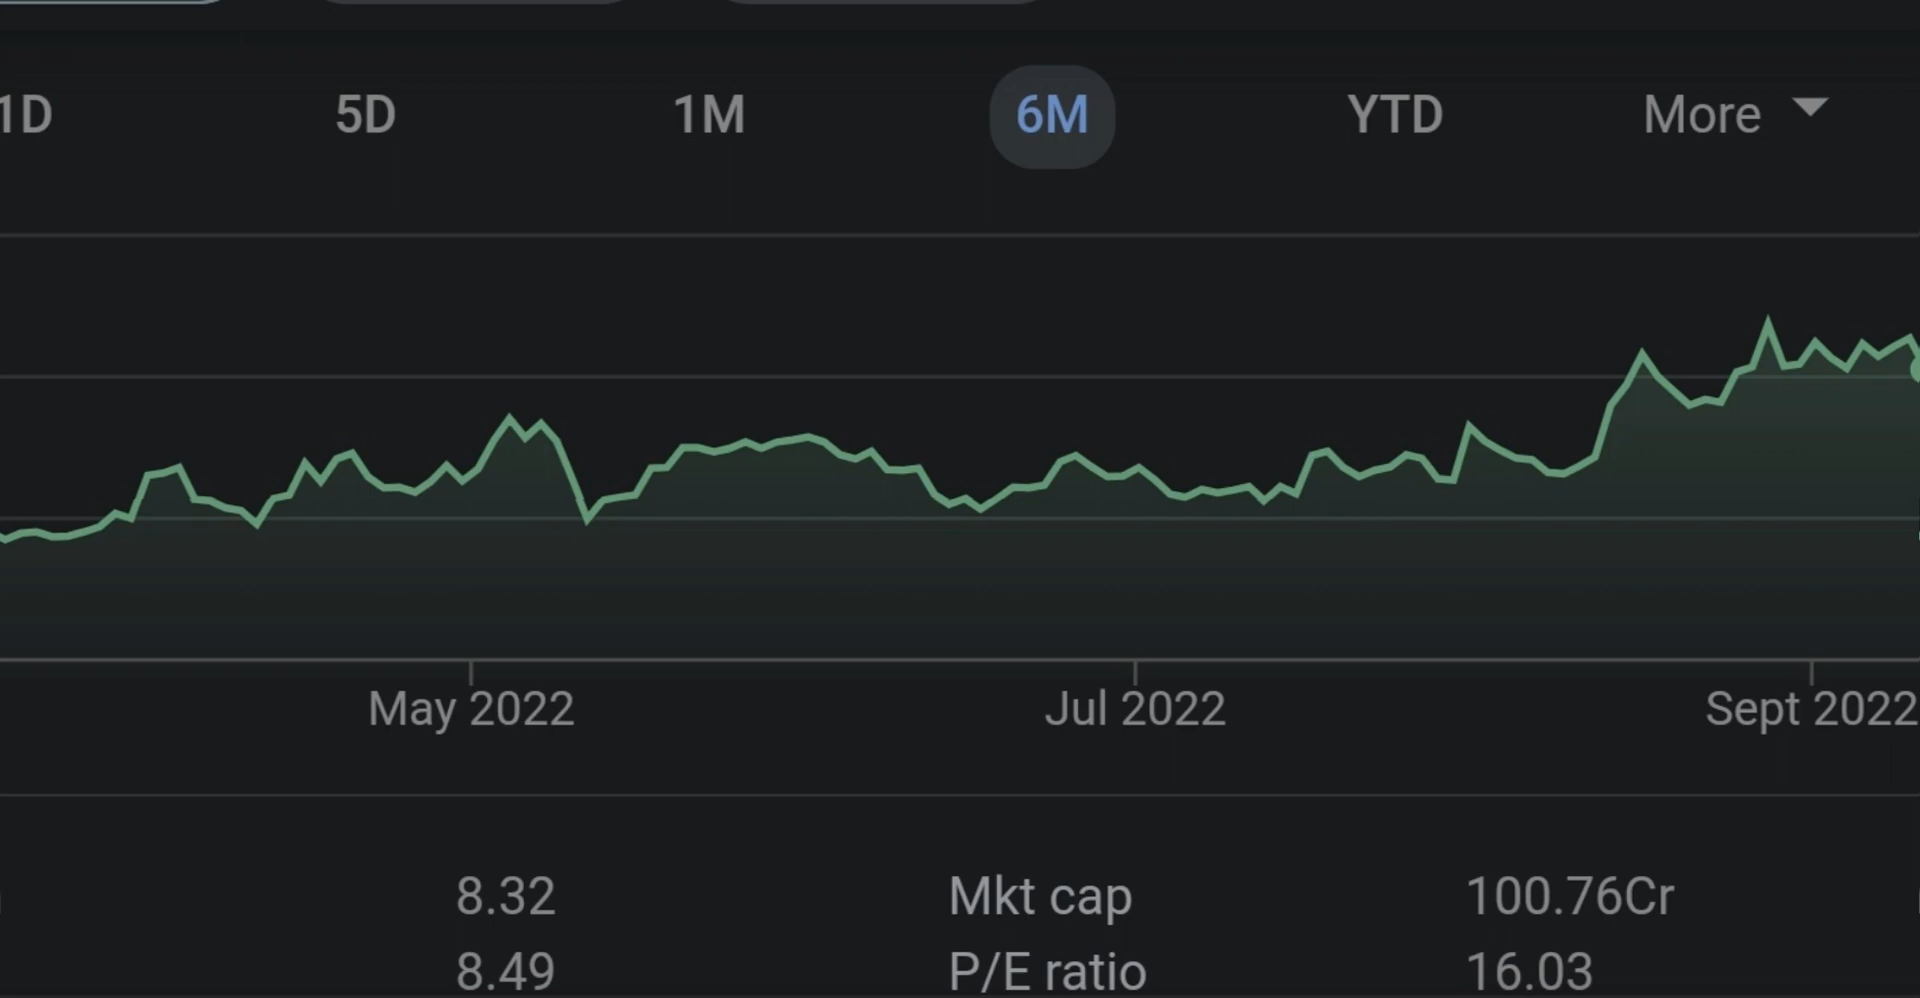 1D 5D 1M 6M YTD More
May 2022 Jul 2022 Sept 2022
8.32 Mkt cap 100.76Cr
8.49 P/E ratio 16.03